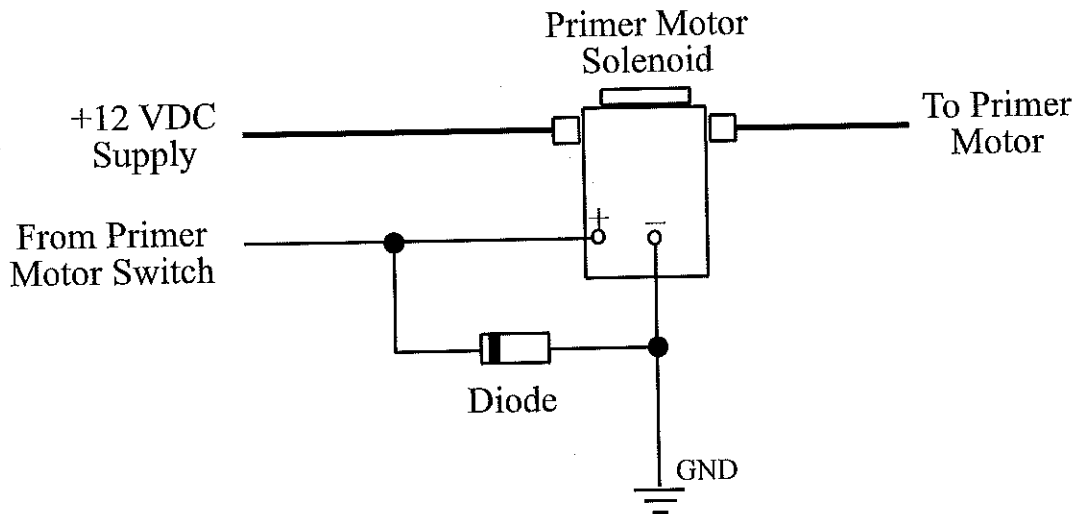 Primer Motor
Solenoid
+12 VDC
Supply
To Primer
Motor
From Primer
Motor Switch
+
−
Diode
GND